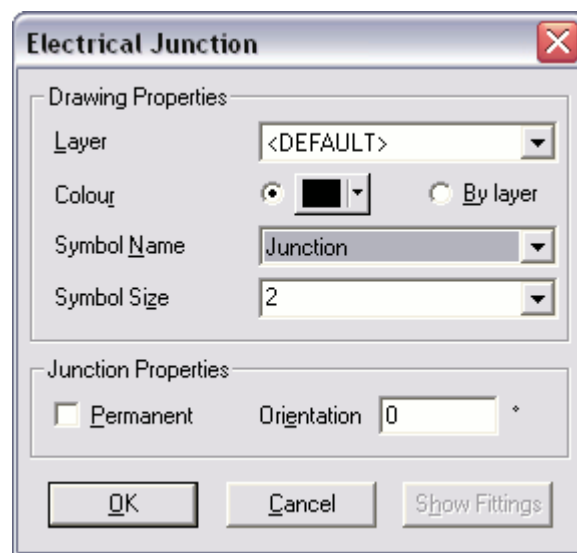 Electrical Junction
Drawing Properties
Layer <DEFAULT>
Colour By layer
Symbol Name Junction
Symbol Size 2
Junction Properties
Permanent Orientation 0 °
OK Cancel Show Fittings